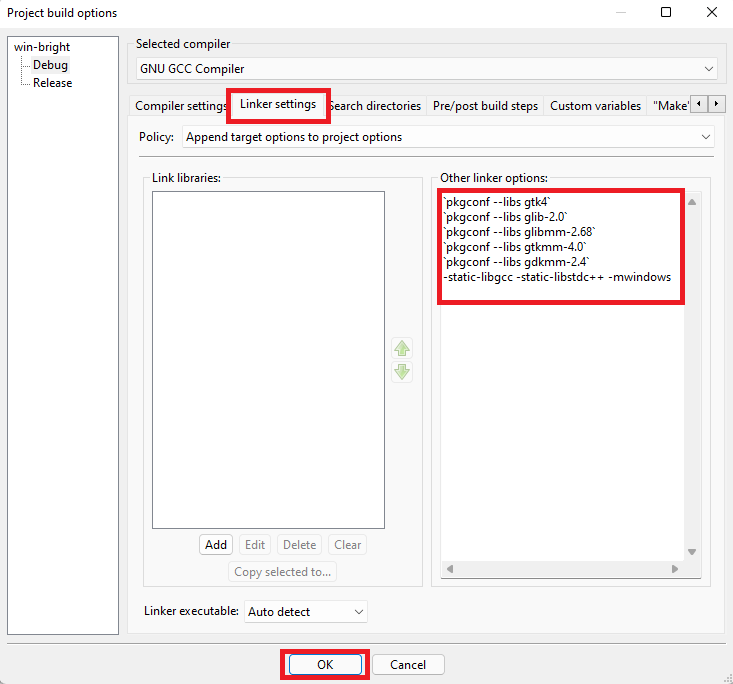 Project build options
win-bright
Debug
Release
Selected compiler
GNU GCC Compiler
Compiler settings Linker settings Search directories Pre/post build steps Custom variables "Make"
Policy: Append target options to project options
Link libraries:
Other linker options:
`pkgconf --libs gtk4`
`pkgconf --libs glib-2.0`
`pkgconf --libs glibmm-2.68`
`pkgconf --libs gtkmm-4.0`
`pkgconf --libs gdkmm-2.4`
-static-libgcc -static-libstdc++ -mwindows
Add Edit Delete Clear
Copy selected to...
Linker executable: Auto detect
OK Cancel